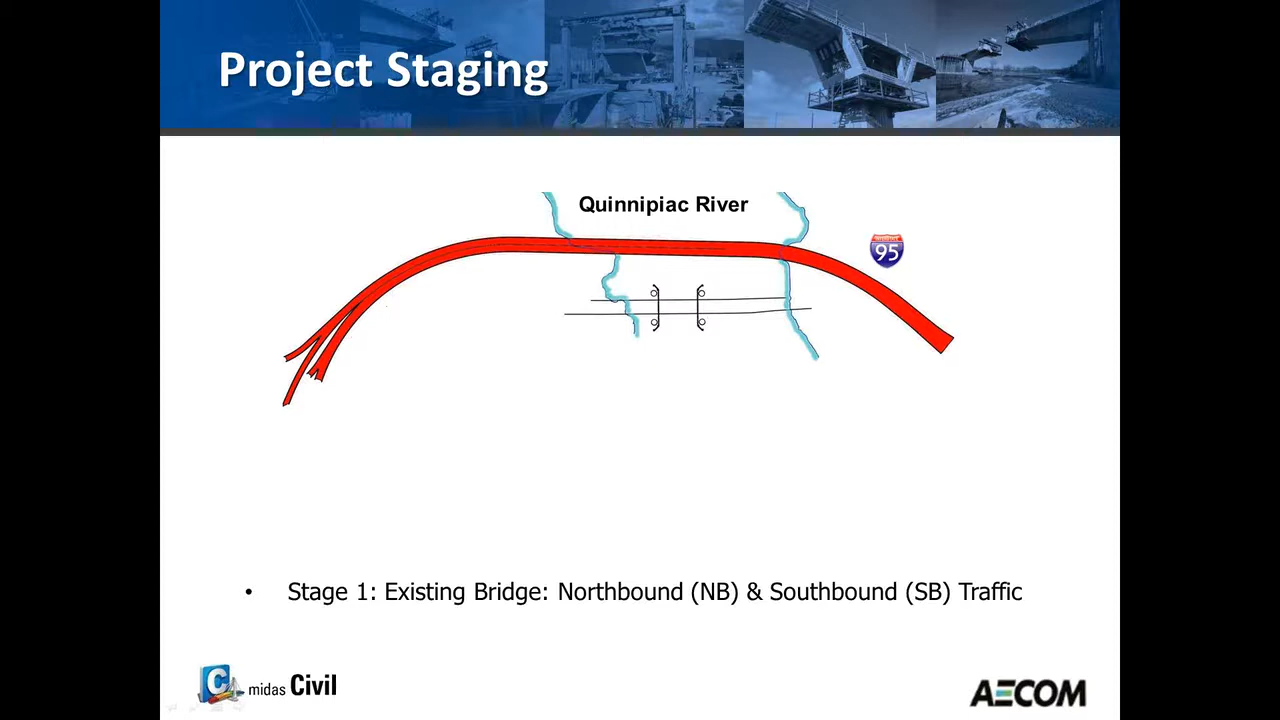 Project Staging
Quinnipiac River
95
• Stage 1: Existing Bridge: Northbound (NB) & Southbound (SB) Traffic
C midas Civil
AECOM